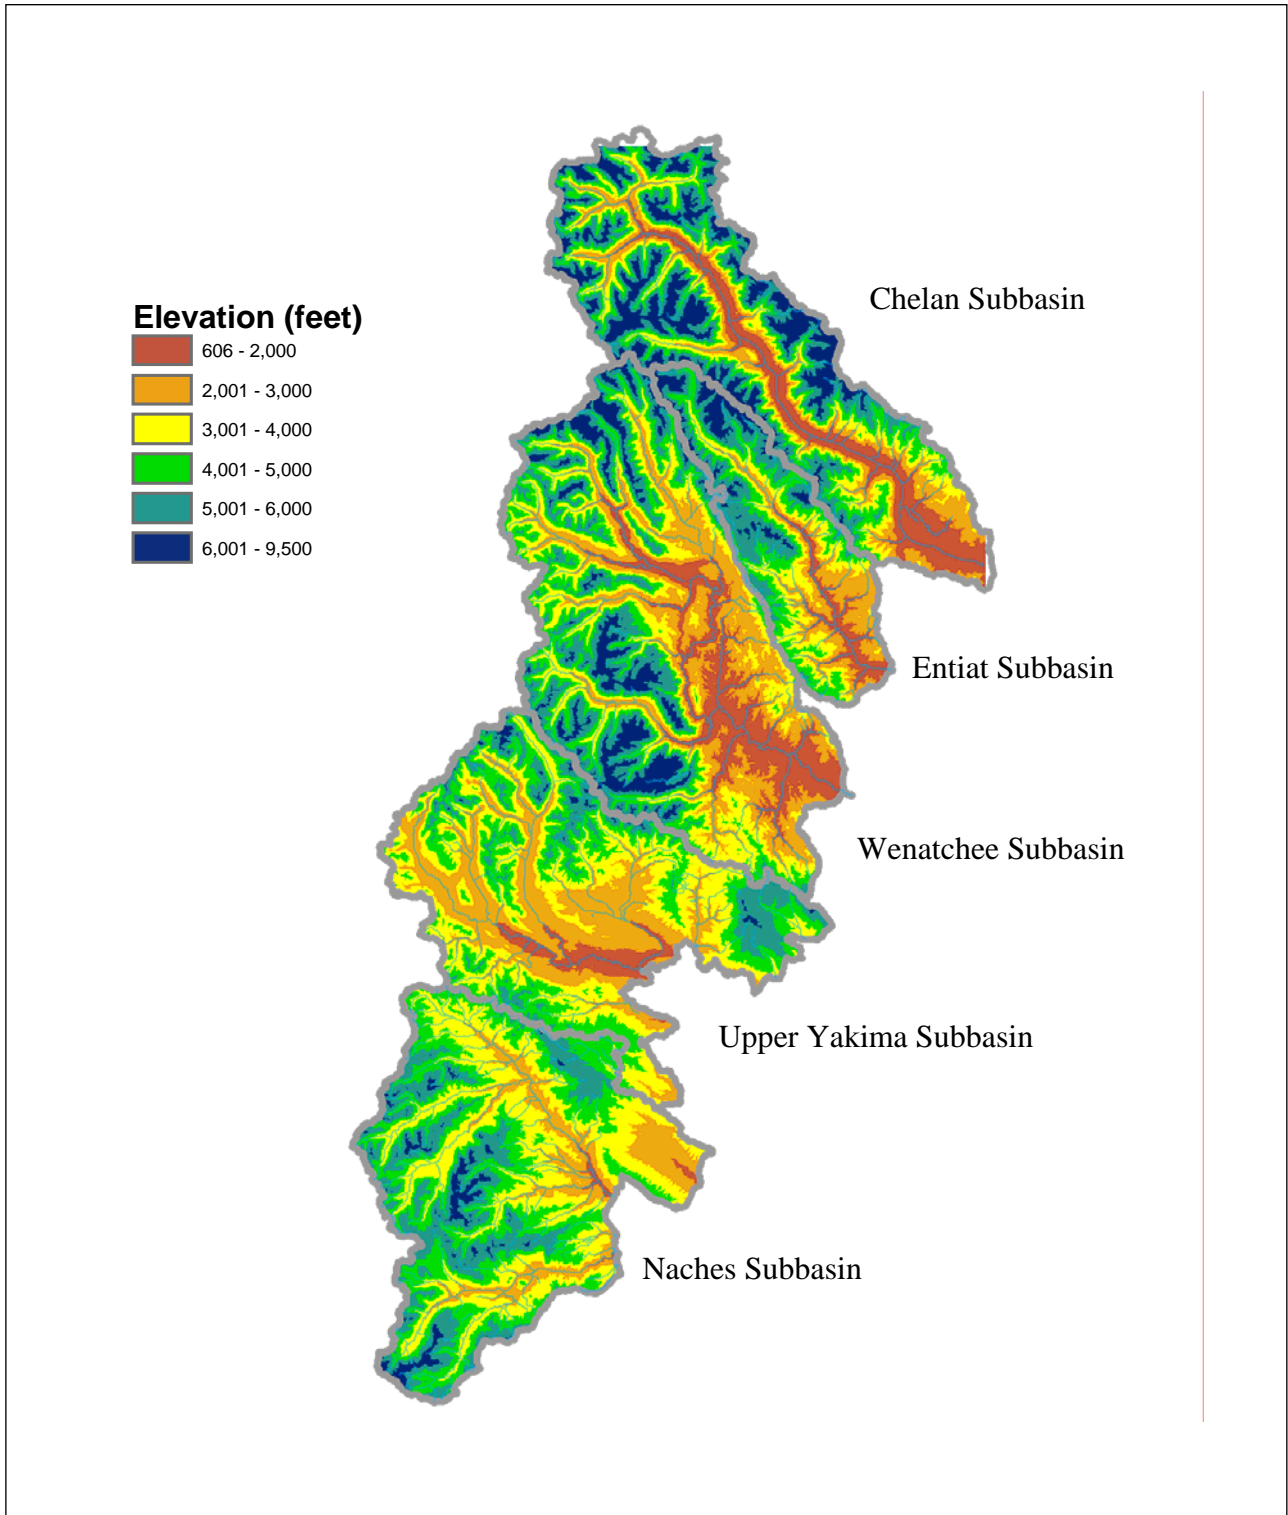 Chelan Subbasin
Elevation (feet)
606 - 2,000
2,001 - 3,000
3,001 - 4,000
4,001 - 5,000
5,001 - 6,000
6,001 - 9,500
Entiat Subbasin
Wenatchee Subbasin
Upper Yakima Subbasin
Naches Subbasin